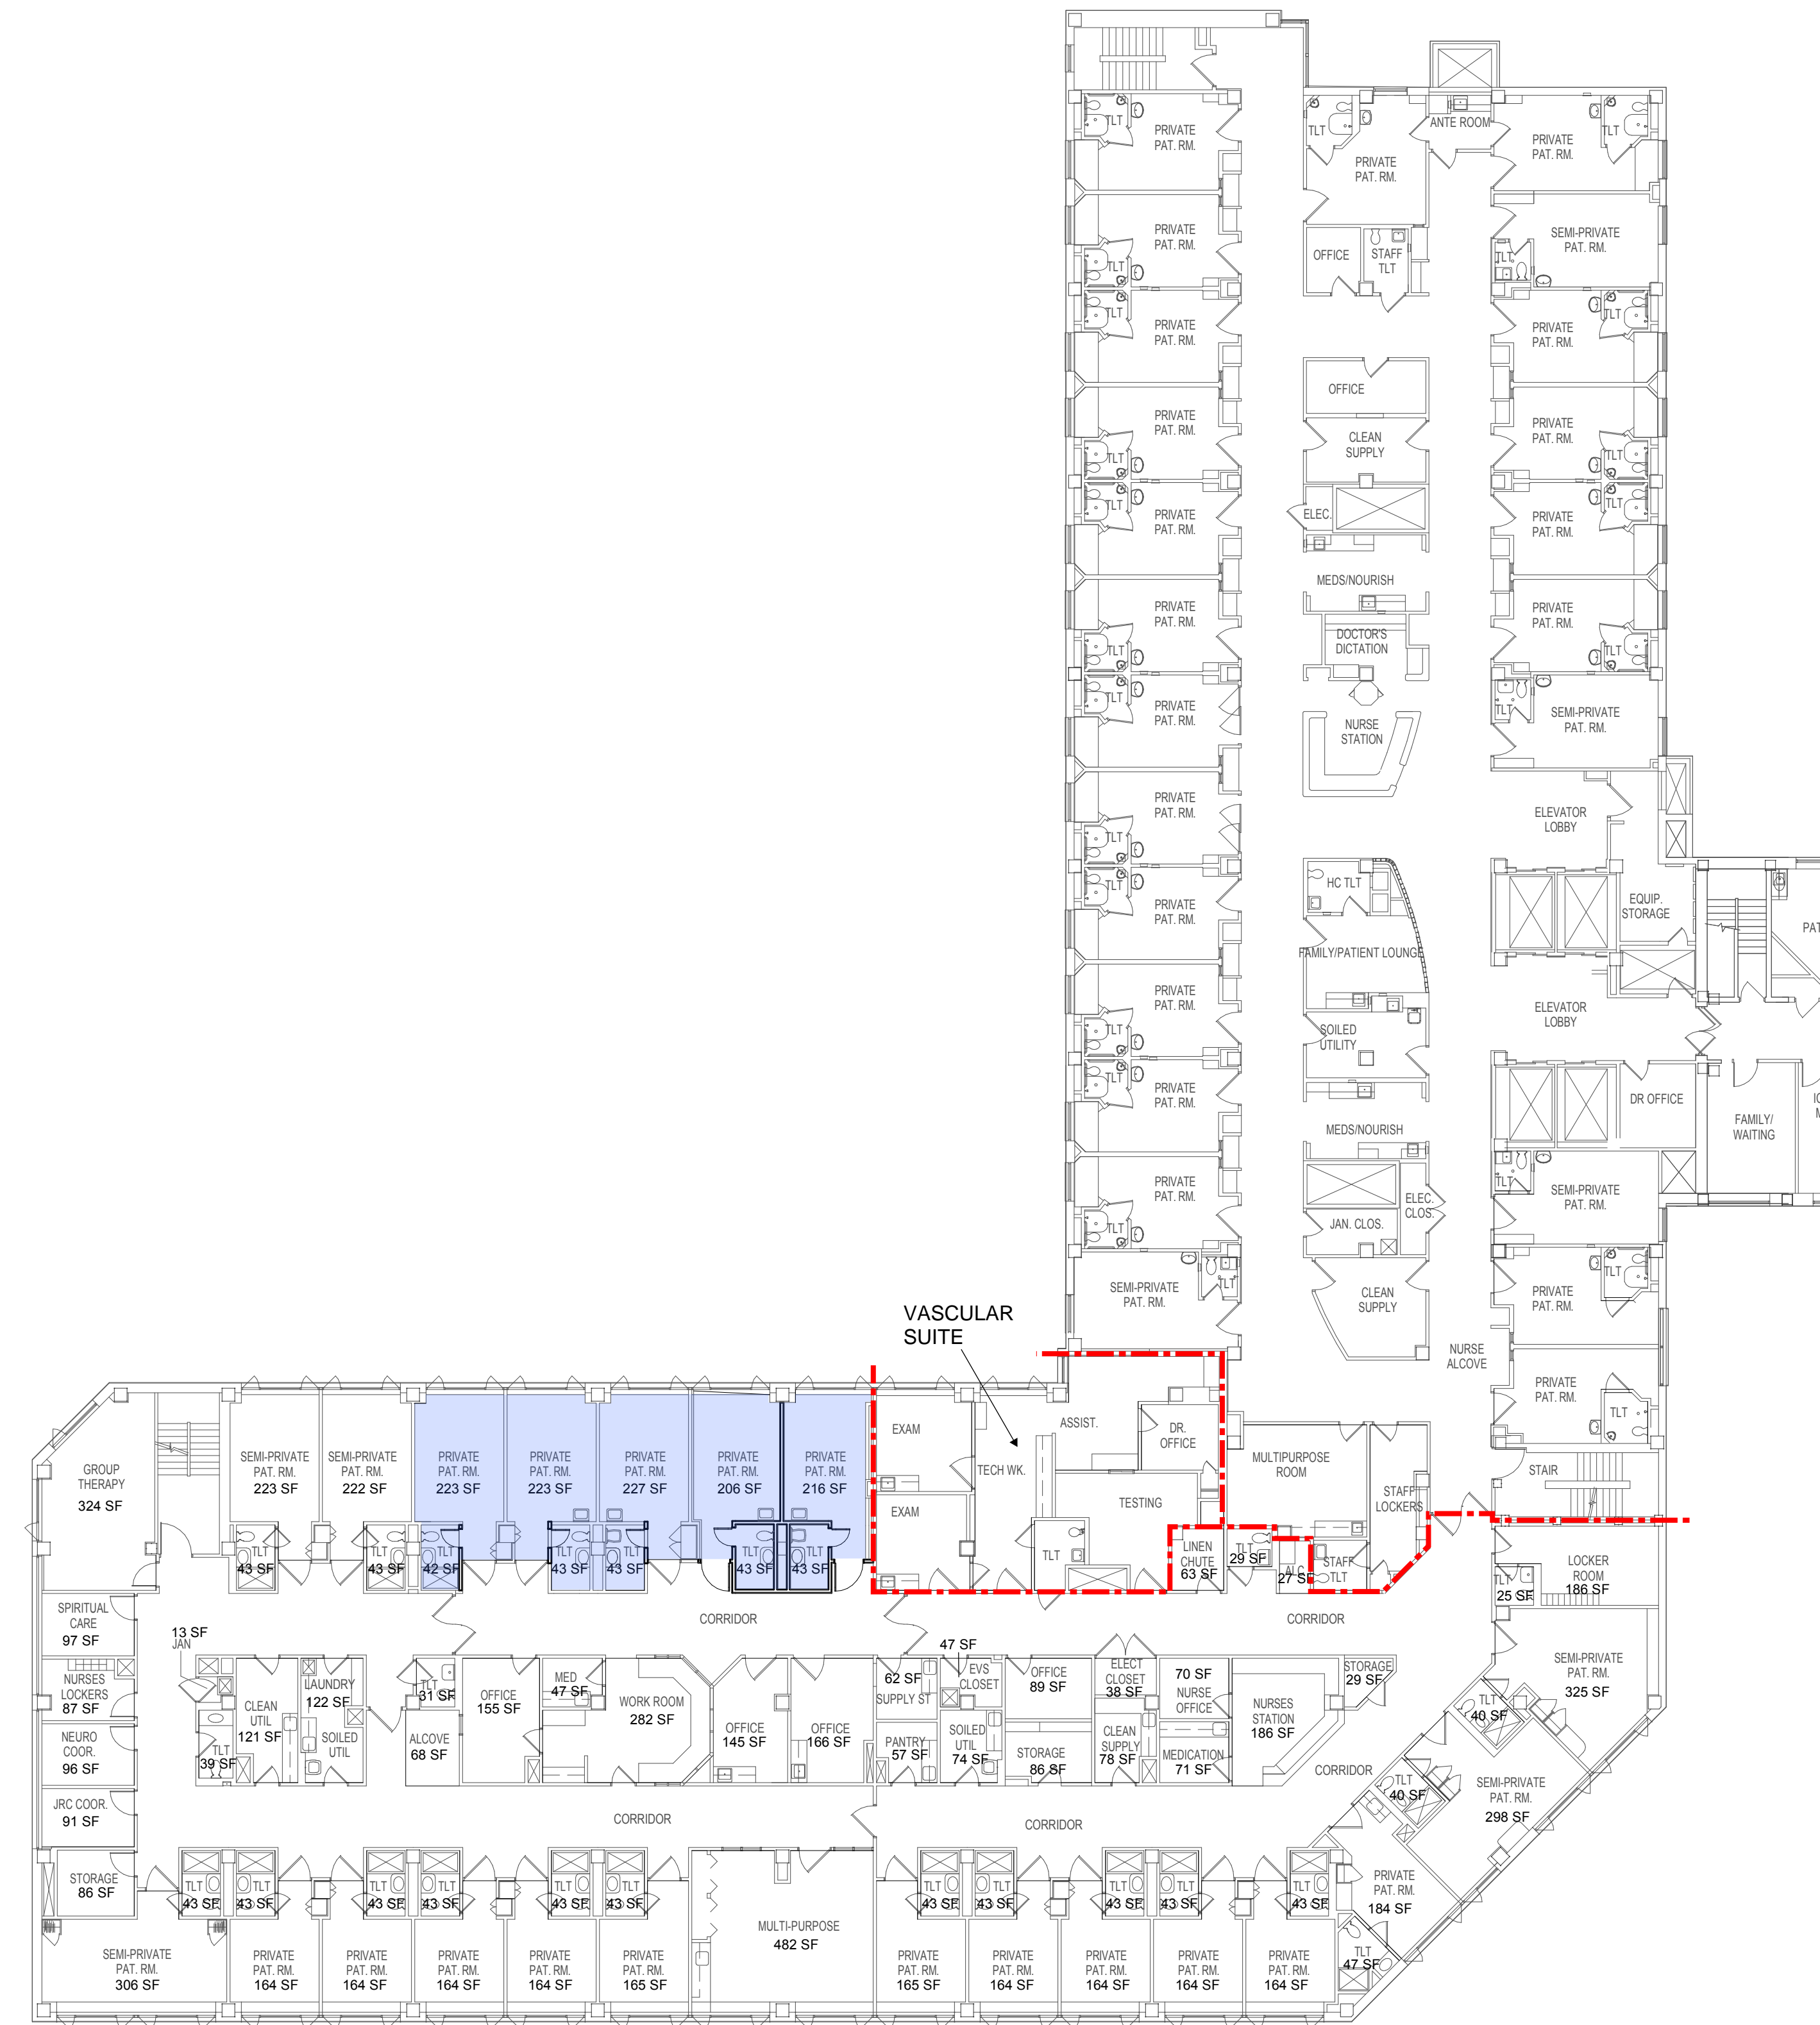 TLT
PRIVATE
PAT. RM.
TLT
PRIVATE
PAT. RM.
ANTE ROOM
PRIVATE
PAT. RM.
TLT
PRIVATE
PAT. RM.
TLT
OFFICE
STAFF
TLT
SEMI-PRIVATE
PAT. RM.
TLT
TLT
PRIVATE
PAT. RM.
PRIVATE
PAT. RM.
TLT
OFFICE
PRIVATE
PAT. RM.
TLT
CLEAN
SUPPLY
PRIVATE
PAT. RM.
TLT
TLT
PRIVATE
PAT. RM.
ELEC.
PRIVATE
PAT. RM.
TLT
MEDS/NOURISH
PRIVATE
PAT. RM.
TLT
DOCTOR'S
DICTATION
PRIVATE
PAT. RM.
TLT
TLT
PRIVATE
PAT. RM.
NURSE
STATION
TLT
SEMI-PRIVATE
PAT. RM.
PRIVATE
PAT. RM.
TLT
ELEVATOR
LOBBY
TLT
PRIVATE
PAT. RM.
HC TLT
EQUIP.
STORAGE
FAMILY/PATIENT LOUNGE
PRIVATE
PAT. RM.
TLT
ELEVATOR
LOBBY
SOILED
UTILITY
TLT
PRIVATE
PAT. RM.
DR OFFICE
FAMILY/
WAITING
MEDS/NOURISH
PRIVATE
PAT. RM.
TLT
ELEC.
CLOS.
JAN. CLOS.
TLT
SEMI-PRIVATE
PAT. RM.
SEMI-PRIVATE
PAT. RM.
TLT
CLEAN
SUPPLY
PRIVATE
PAT. RM.
TLT
VASCULAR
SUITE
NURSE
ALCOVE
PRIVATE
PAT. RM.
TLT
GROUP
THERAPY
324 SF
SEMI-PRIVATE
PAT. RM.
223 SF
SEMI-PRIVATE
PAT. RM.
222 SF
PRIVATE
PAT. RM.
223 SF
PRIVATE
PAT. RM.
223 SF
PRIVATE
PAT. RM.
227 SF
PRIVATE
PAT. RM.
206 SF
PRIVATE
PAT. RM.
216 SF
EXAM
EXAM
TECH WK.
ASSIST.
DR.
OFFICE
TESTING
TLT
MULTIPURPOSE
ROOM
STAFF
LOCKERS
STAIR
TLT
43 SF
TLT
43 SF
TLT
42 SF
TLT
43 SF
TLT
43 SF
TLT
43 SF
TLT
43 SF
LINEN
CHUTE
63 SF
TLT
29 SF
27 SF
STAFF
TLT
LOCKER
ROOM
186 SF
TLT
25 SF
SPIRITUAL
CARE
97 SF
CORRIDOR
CORRIDOR
13 SF
JAN
NURSES
LOCKERS
87 SF
CLEAN
UTIL
121 SF
LAUNDRY
122 SF
TLT
31 SF
OFFICE
155 SF
MED
47 SF
WORK ROOM
282 SF
OFFICE
145 SF
OFFICE
166 SF
62 SF
SUPPLY ST
47 SF
EVS
CLOSET
OFFICE
89 SF
ELECT
CLOSET
38 SF
70 SF
NURSE
OFFICE
NURSES
STATION
186 SF
STORAGE
29 SF
SEMI-PRIVATE
PAT. RM.
325 SF
TLT
40 SF
NEURO
COOR.
96 SF
TLT
39 SF
SOILED
UTIL
ALCOVE
68 SF
PANTRY
57 SF
SOILED
UTIL
74 SF
STORAGE
86 SF
CLEAN
SUPPLY
78 SF
MEDICATION
71 SF
CORRIDOR
TLT
40 SF
SEMI-PRIVATE
PAT. RM.
298 SF
JRC COOR.
91 SF
CORRIDOR
CORRIDOR
STORAGE
86 SF
TLT
43 SF
TLT
43 SF
TLT
43 SF
TLT
43 SF
TLT
43 SF
TLT
43 SF
TLT
43 SF
TLT
43 SF
TLT
43 SF
TLT
43 SF
TLT
43 SF
PRIVATE
PAT. RM.
184 SF
TLT
47 SF
SEMI-PRIVATE
PAT. RM.
306 SF
PRIVATE
PAT. RM.
164 SF
PRIVATE
PAT. RM.
164 SF
PRIVATE
PAT. RM.
164 SF
PRIVATE
PAT. RM.
164 SF
PRIVATE
PAT. RM.
165 SF
MULTI-PURPOSE
482 SF
PRIVATE
PAT. RM.
165 SF
PRIVATE
PAT. RM.
164 SF
PRIVATE
PAT. RM.
164 SF
PRIVATE
PAT. RM.
164 SF
PRIVATE
PAT. RM.
164 SF